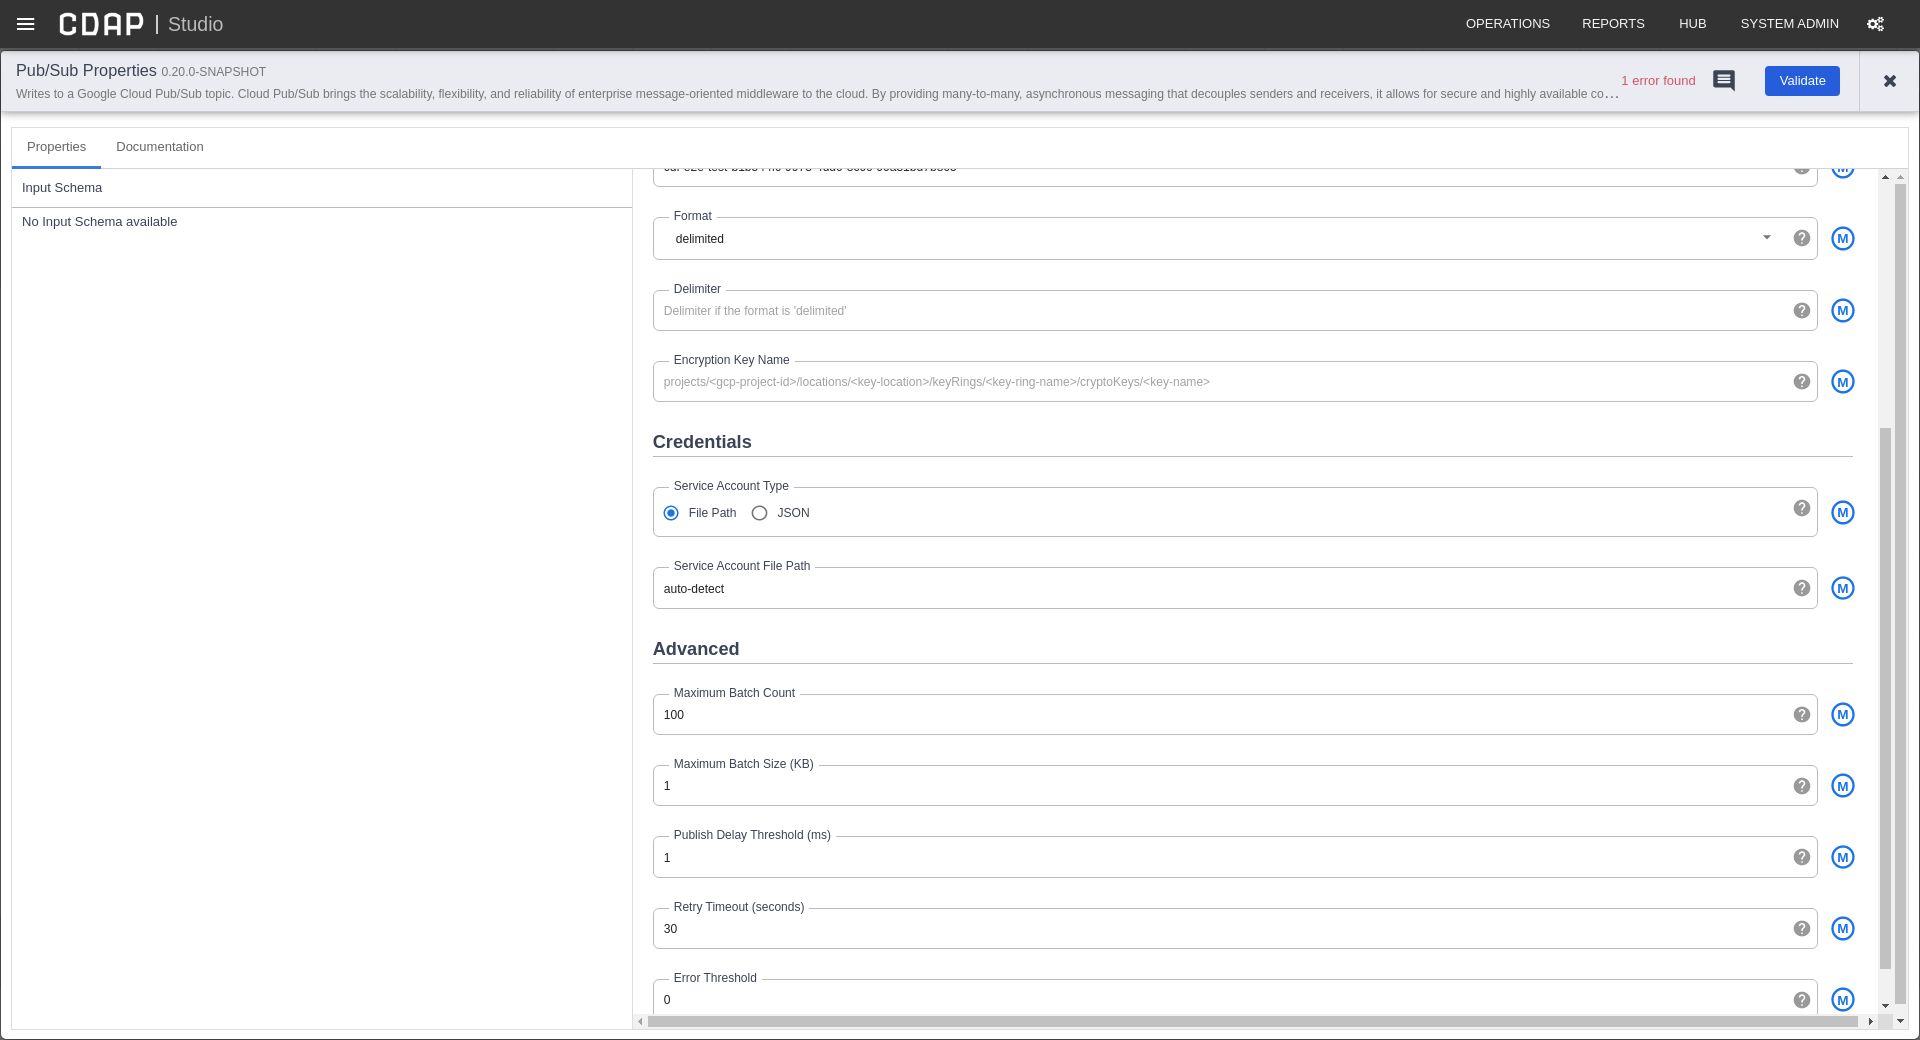 CDAP | Studio
OPERATIONS REPORTS HUB SYSTEM ADMIN
Pub/Sub Properties 0.20.0-SNAPSHOT
Writes to a Google Cloud Pub/Sub topic. Cloud Pub/Sub brings the scalability, flexibility, and reliability of enterprise message-oriented middleware to the cloud. By providing many-to-many, asynchronous messaging that decouples senders and receivers, it allows for secure and highly available co...
1 error found
Validate
Properties Documentation
Input Schema
No Input Schema available
M
Format
delimited
? M
Delimiter
Delimiter if the format is 'delimited'
? M
Encryption Key Name
projects/<gcp-project-id>/locations/<key-location>/keyRings/<key-ring-name>/cryptoKeys/<key-name>
? M
Credentials
Service Account Type
File Path JSON
? M
Service Account File Path
auto-detect
? M
Advanced
Maximum Batch Count
100
? M
Maximum Batch Size (KB)
1
? M
Publish Delay Threshold (ms)
1
? M
Retry Timeout (seconds)
30
? M
Error Threshold
0
? M